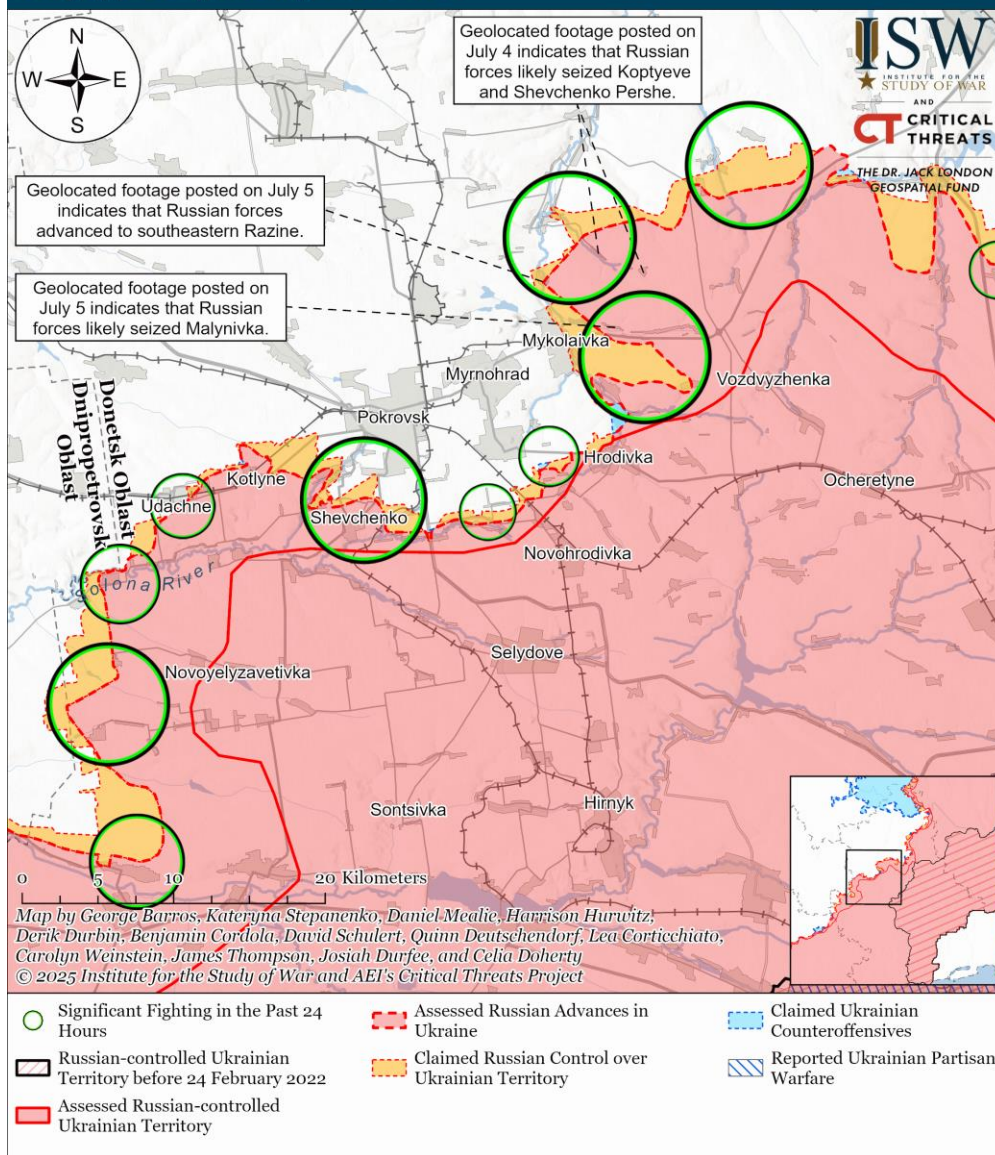 N
W E
S
Geolocated footage posted on
July 4 indicates that Russian
forces likely seized Koptyeve
and Shevchenko Pershe.
ISW
INSTITUTE FOR THE
STUDY OF WAR
AND
CT CRITICAL
THREATS
THE DR. JACK LONDON
GEOSPATIAL FUND
Geolocated footage posted on July 5
indicates that Russian forces
advanced to southeastern Razine.
Geolocated footage posted on
July 5 indicates that Russian
forces likely seized Malynivka.
Mykolaivka
Myrnohrad
Vozdvyzhenka
Pokrovsk
Donetsk Oblast
Dnipropetrovsk
Oblast
Kotlyne
Hrodivka
Udachne
Ocheretyne
Shevchenko
Novohrodivka
Solona River
Selydove
Novoyelyzavetivka
Sontsivka
Hirnyk
0 5 10 20 Kilometers
Map by George Barros, Kateryna Stepanenko, Daniel Mealie, Harrison Hurwitz,
Derik Durbin, Benjamin Cordola, David Schulert, Quinn Deutschendorf, Lea Corticchiato,
Carolyn Weinstein, James Thompson, Josiah Durfee, and Celia Doherty
© 2025 Institute for the Study of War and AEI's Critical Threats Project
Significant Fighting in the Past 24
Hours
Russian-controlled Ukrainian
Territory before 24 February 2022
Assessed Russian-controlled
Ukrainian Territory
Assessed Russian Advances in
Ukraine
Claimed Russian Control over
Ukrainian Territory
Claimed Ukrainian
Counteroffensives
Reported Ukrainian Partisan
Warfare